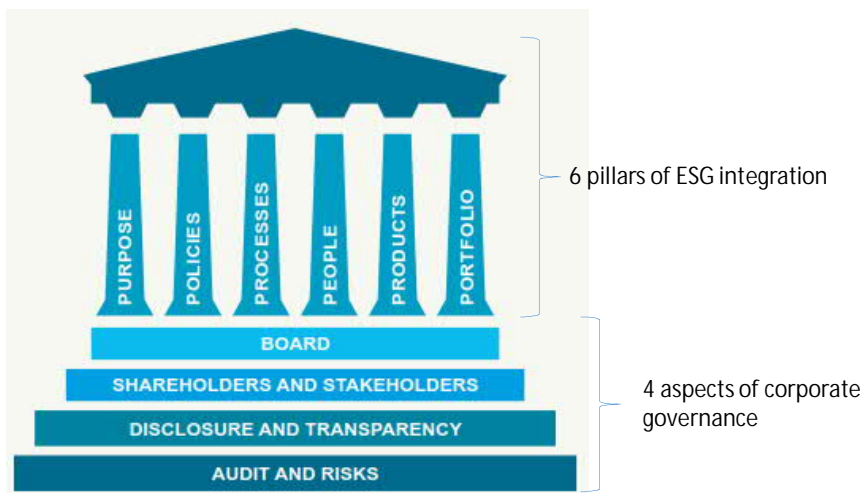 PURPOSE
POLICIES
PROCESSES
PEOPLE
PRODUCTS
PORTFOLIO
6 pillars of ESG integration
BOARD
SHAREHOLDERS AND STAKEHOLDERS
DISCLOSURE AND TRANSPARENCY
AUDIT AND RISKS
4 aspects of corporate
governance